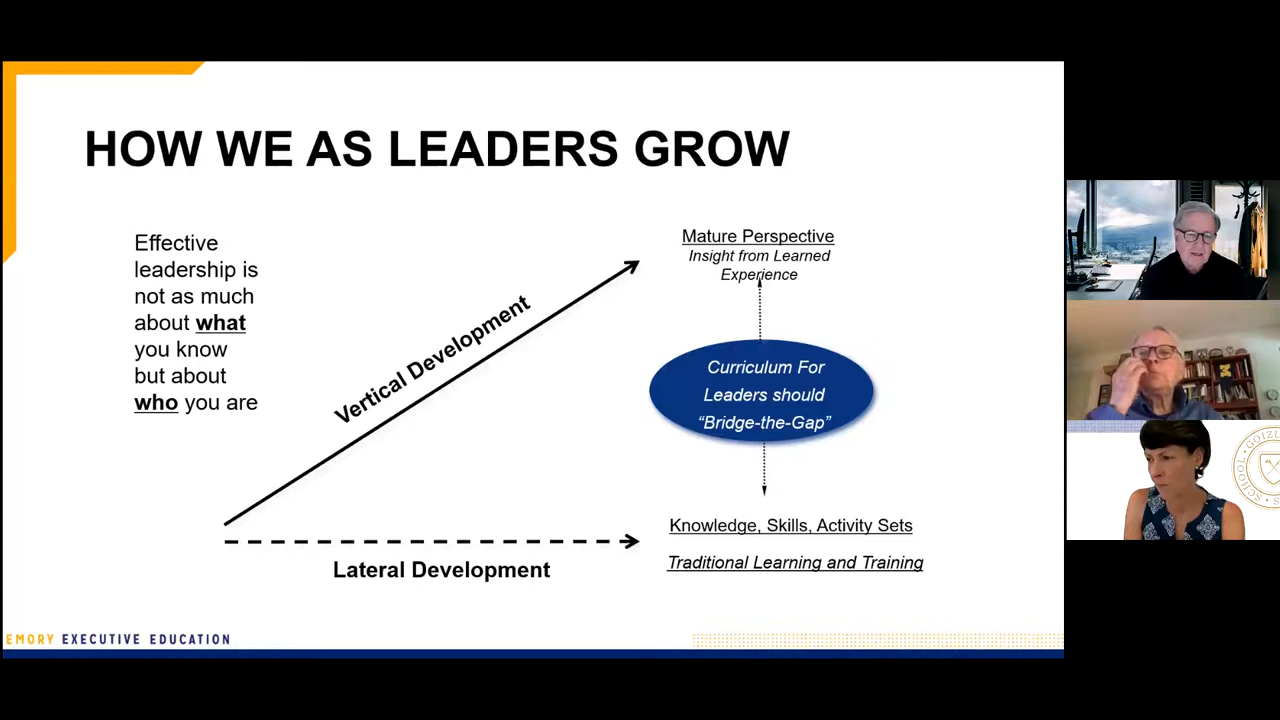 HOW WE AS LEADERS GROW
Effective
leadership is
not as much
about what
you know
but about
who you are
Vertical Development
Lateral Development
Mature Perspective
Insight from Learned
Experience
Curriculum For
Leaders should
“Bridge-the-Gap”
Knowledge, Skills, Activity Sets
Traditional Learning and Training
EMORY EXECUTIVE EDUCATION
M
SCHOOL